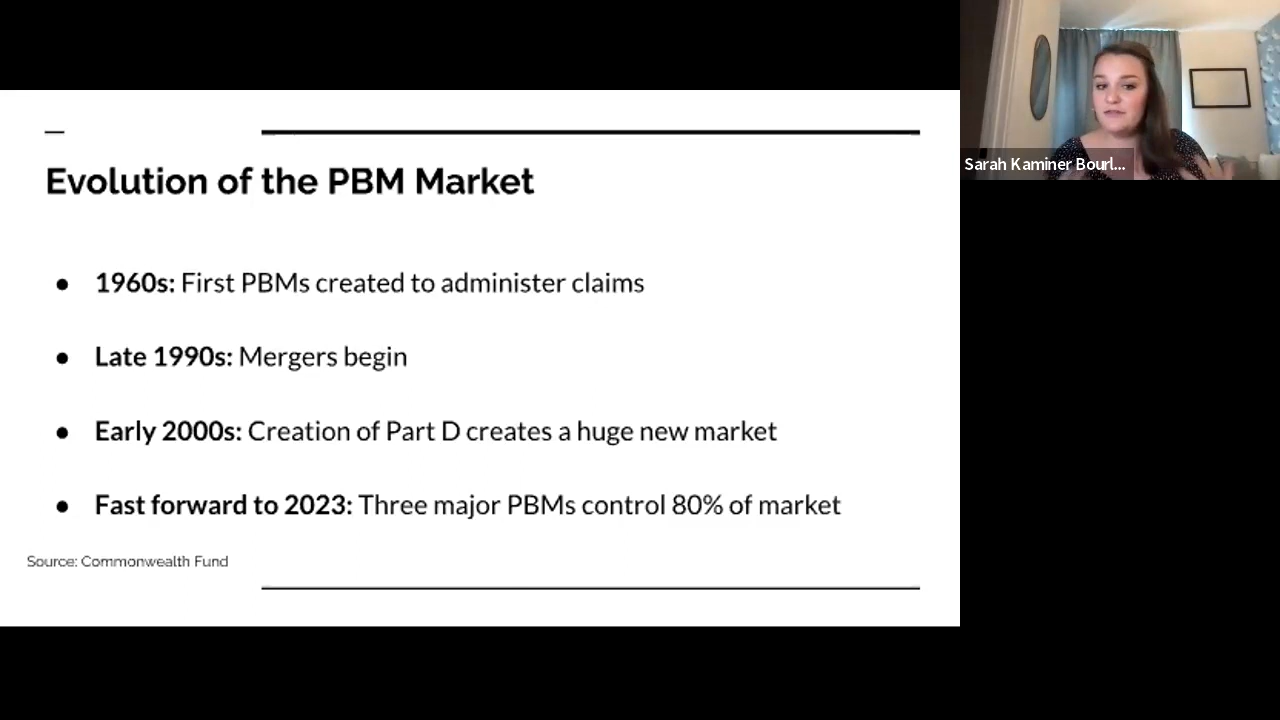 Evolution of the PBM Market
● 1960s: First PBMs created to administer claims
● Late 1990s: Mergers begin
● Early 2000s: Creation of Part D creates a huge new market
● Fast forward to 2023: Three major PBMs control 80% of market
Source: Commonwealth Fund
Sarah Kaminer Bourl...